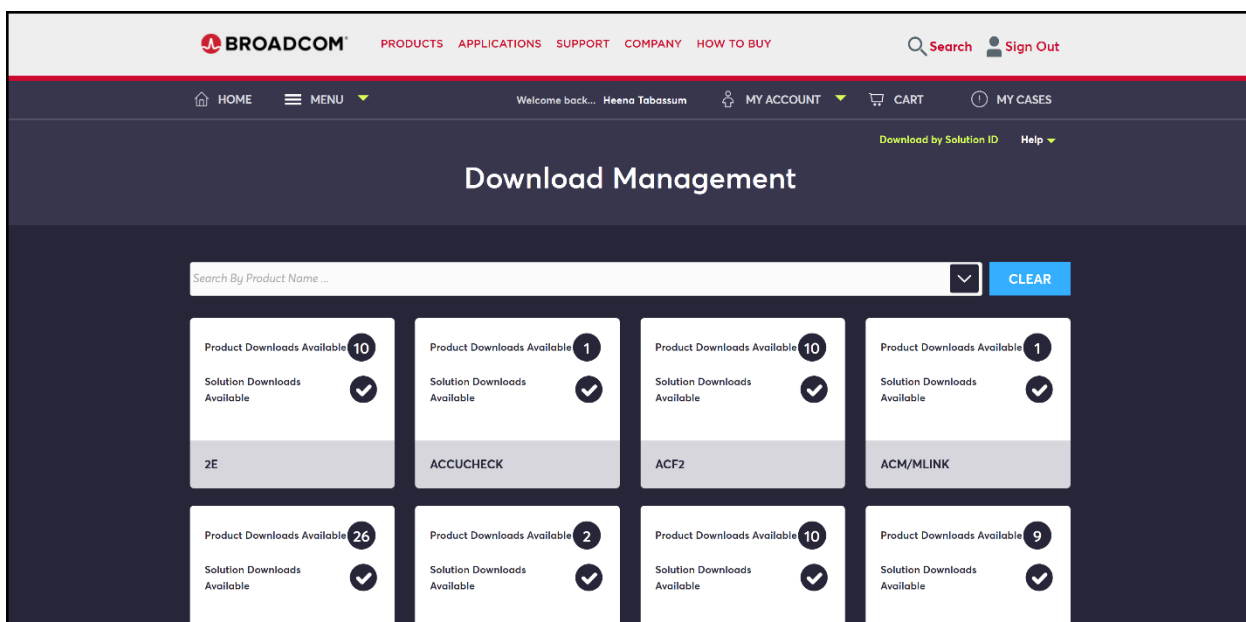 BROADCOM®
PRODUCTS APPLICATIONS SUPPORT COMPANY HOW TO BUY
Search Sign Out
HOME MENU Welcome back... Heena Tabassum MY ACCOUNT CART MY CASES
Download by Solution ID Help
Download Management
Search By Product Name ...
CLEAR
Product Downloads Available 10
Solution Downloads
Available
2E
Product Downloads Available 1
Solution Downloads
Available
ACCUCHECK
Product Downloads Available 10
Solution Downloads
Available
ACF2
Product Downloads Available 1
Solution Downloads
Available
ACM/MLINK
Product Downloads Available 26
Solution Downloads
Available
Product Downloads Available 2
Solution Downloads
Available
Product Downloads Available 10
Solution Downloads
Available
Product Downloads Available 9
Solution Downloads
Available